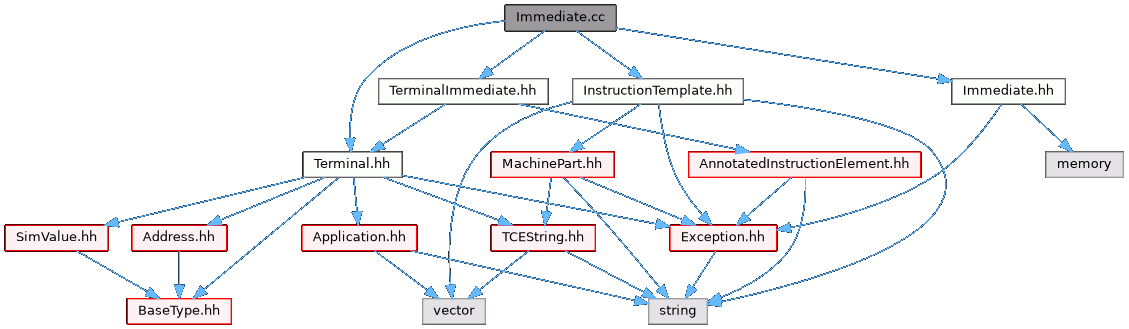 Immediate.cc
TerminalImmediate.hh
InstructionTemplate.hh
Immediate.hh
Terminal.hh
MachinePart.hh
AnnotatedInstructionElement.hh
memory
SimValue.hh
Address.hh
Application.hh
TCEString.hh
Exception.hh
BaseType.hh
vector
string